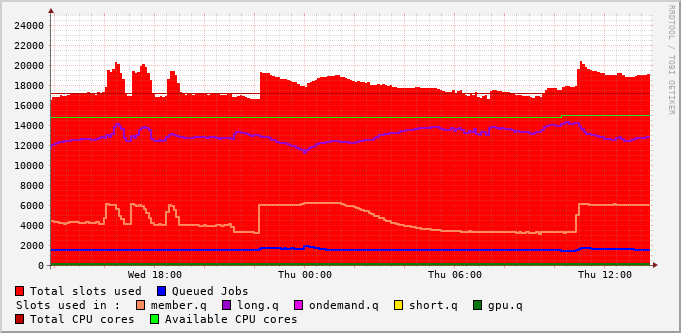 24000
22000
20000
18000
16000
14000
12000
10000
8000
6000
4000
2000
0
Wed 18:00 Thu 00:00 Thu 06:00 Thu 12:00
RRDTOOL / TOBI OETIKER
Total slots used Queued Jobs
Slots used in : member.q long.q ondemand.q short.q gpu.q
Total CPU cores Available CPU cores